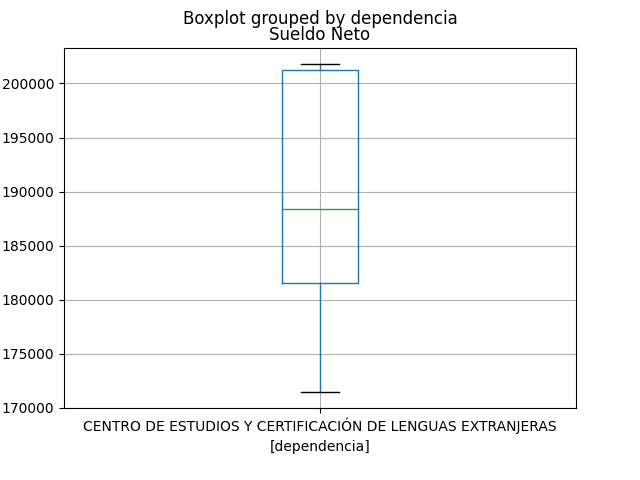 Boxplot grouped by dependencia
Sueldo Neto
200000
195000
190000
185000
180000
175000
170000
CENTRO DE ESTUDIOS Y CERTIFICACIÓN DE LENGUAS EXTRANJERAS
[dependencia]